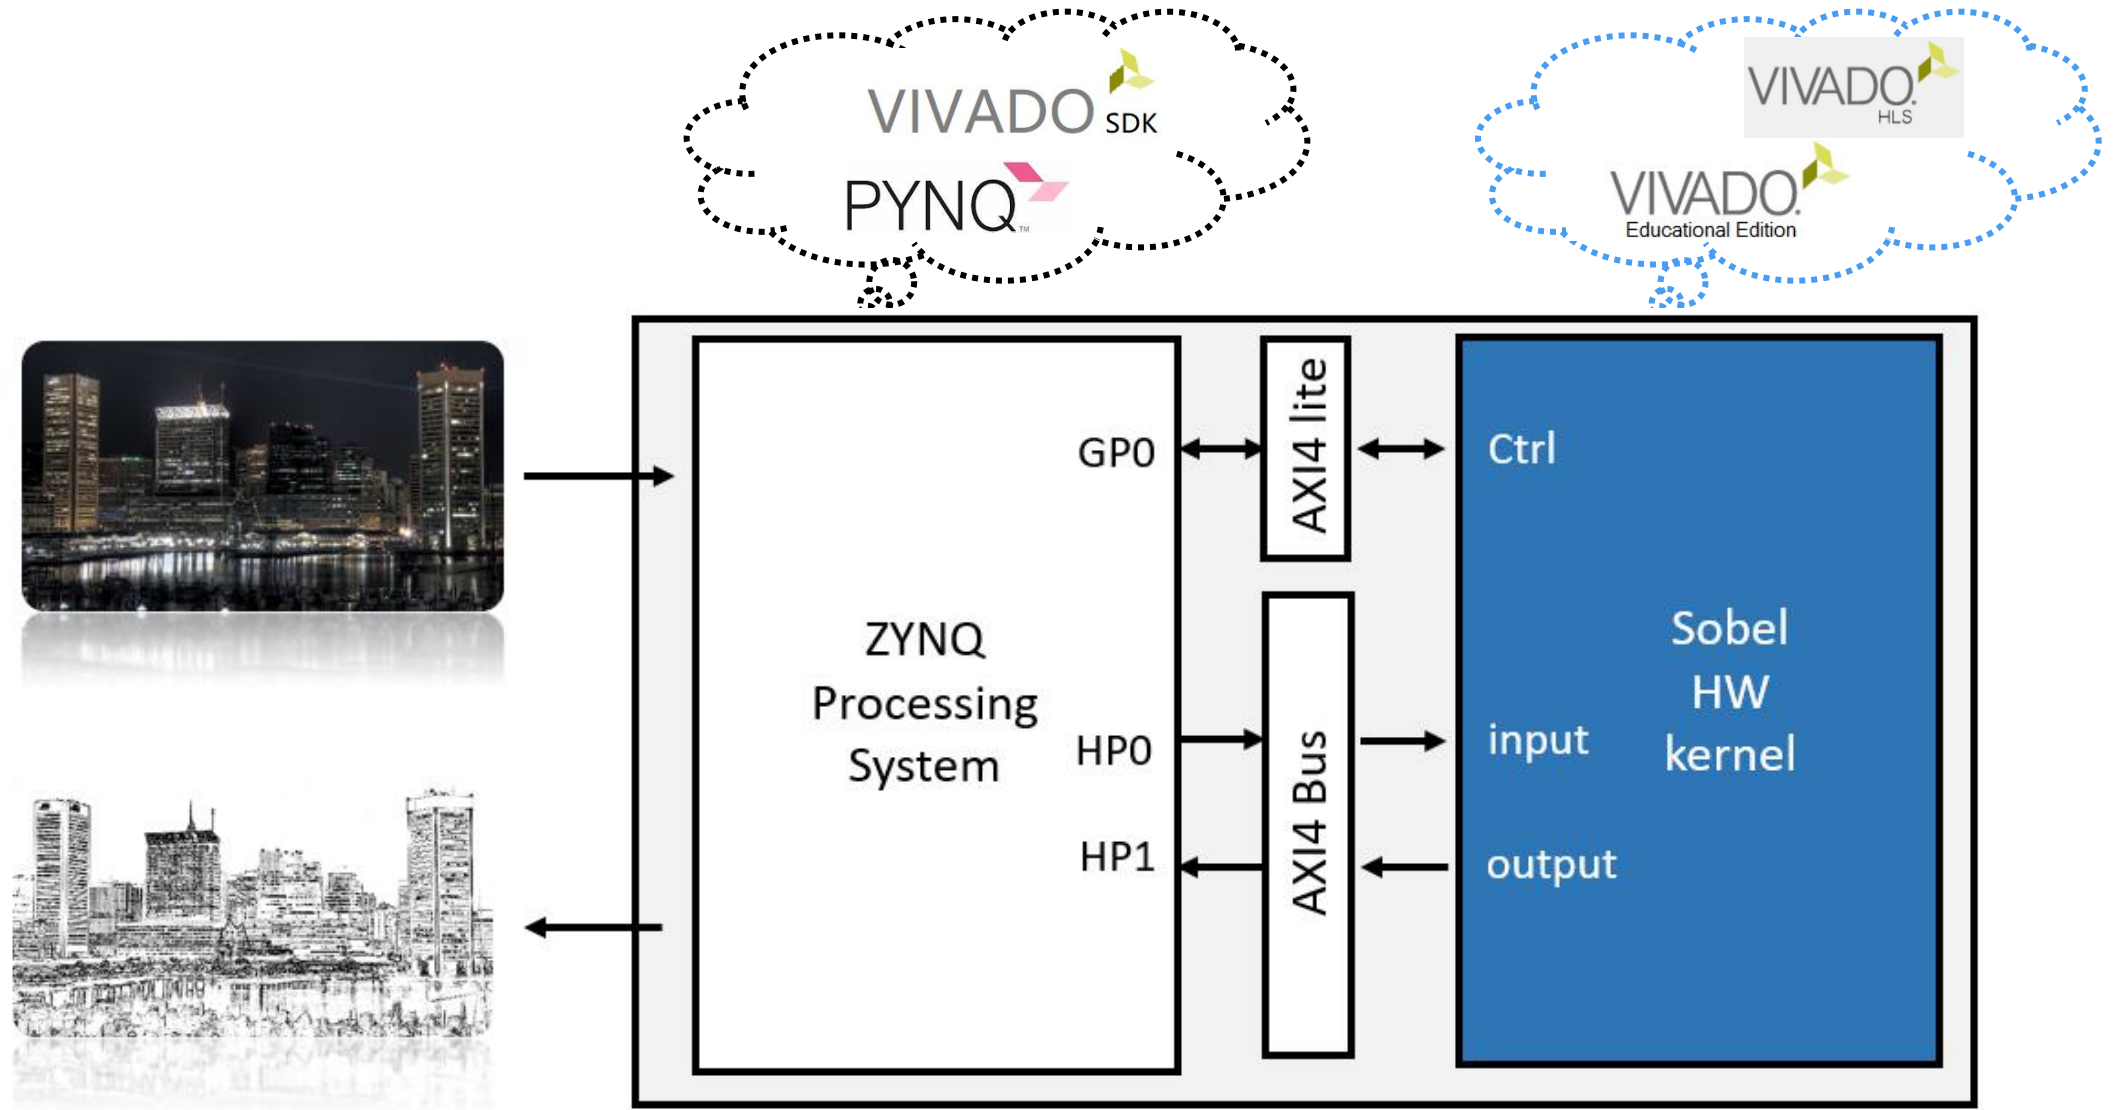 VIVADO SDK
PYNQ™
VIVADO.
HLS
VIVADO.
Educational Edition
GP0
AXI4 lite
Ctrl
ZYNQ
Processing
System
HP0
HP1
AXI4 Bus
input
output
Sobel
HW
kernel